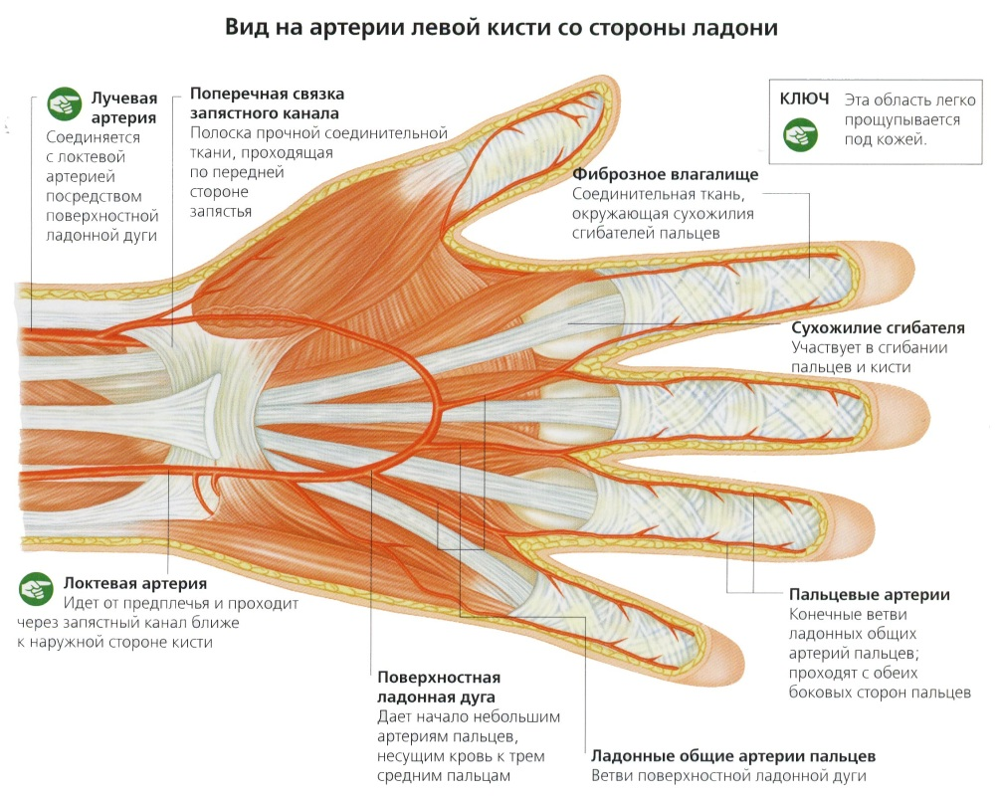 Вид на артерии левой кисти со стороны ладони
Лучевая
артерия
Соединяется
с локтевой
артерией
посредством
поверхностной
ладонной дуги
Поперечная связка
запястного канала
Полоска прочной соединительной
ткани, проходящая
по передней
стороне
запястья
КЛЮЧ
Эта область легко
прощупывается
под кожей.
Фиброзное влагалище
Соединительная ткань,
окружающая сухожилия
сгибателей пальцев
Сухожилие сгибателя
Участвует в сгибании
пальцев и кисти
Локтевая артерия
Идет от предплечья и проходит
через запястный канал ближе
к наружной стороне кисти
Пальцевые артерии
Конечные ветви
ладонных общих
артерий пальцев;
проходят с обеих
боковых сторон пальцев
Поверхностная
ладонная дуга
Дает начало небольшим
артериям пальцев,
несущим кровь к трем
средним пальцам
Ладонные общие артерии пальцев
Ветви поверхностной ладонной дуги